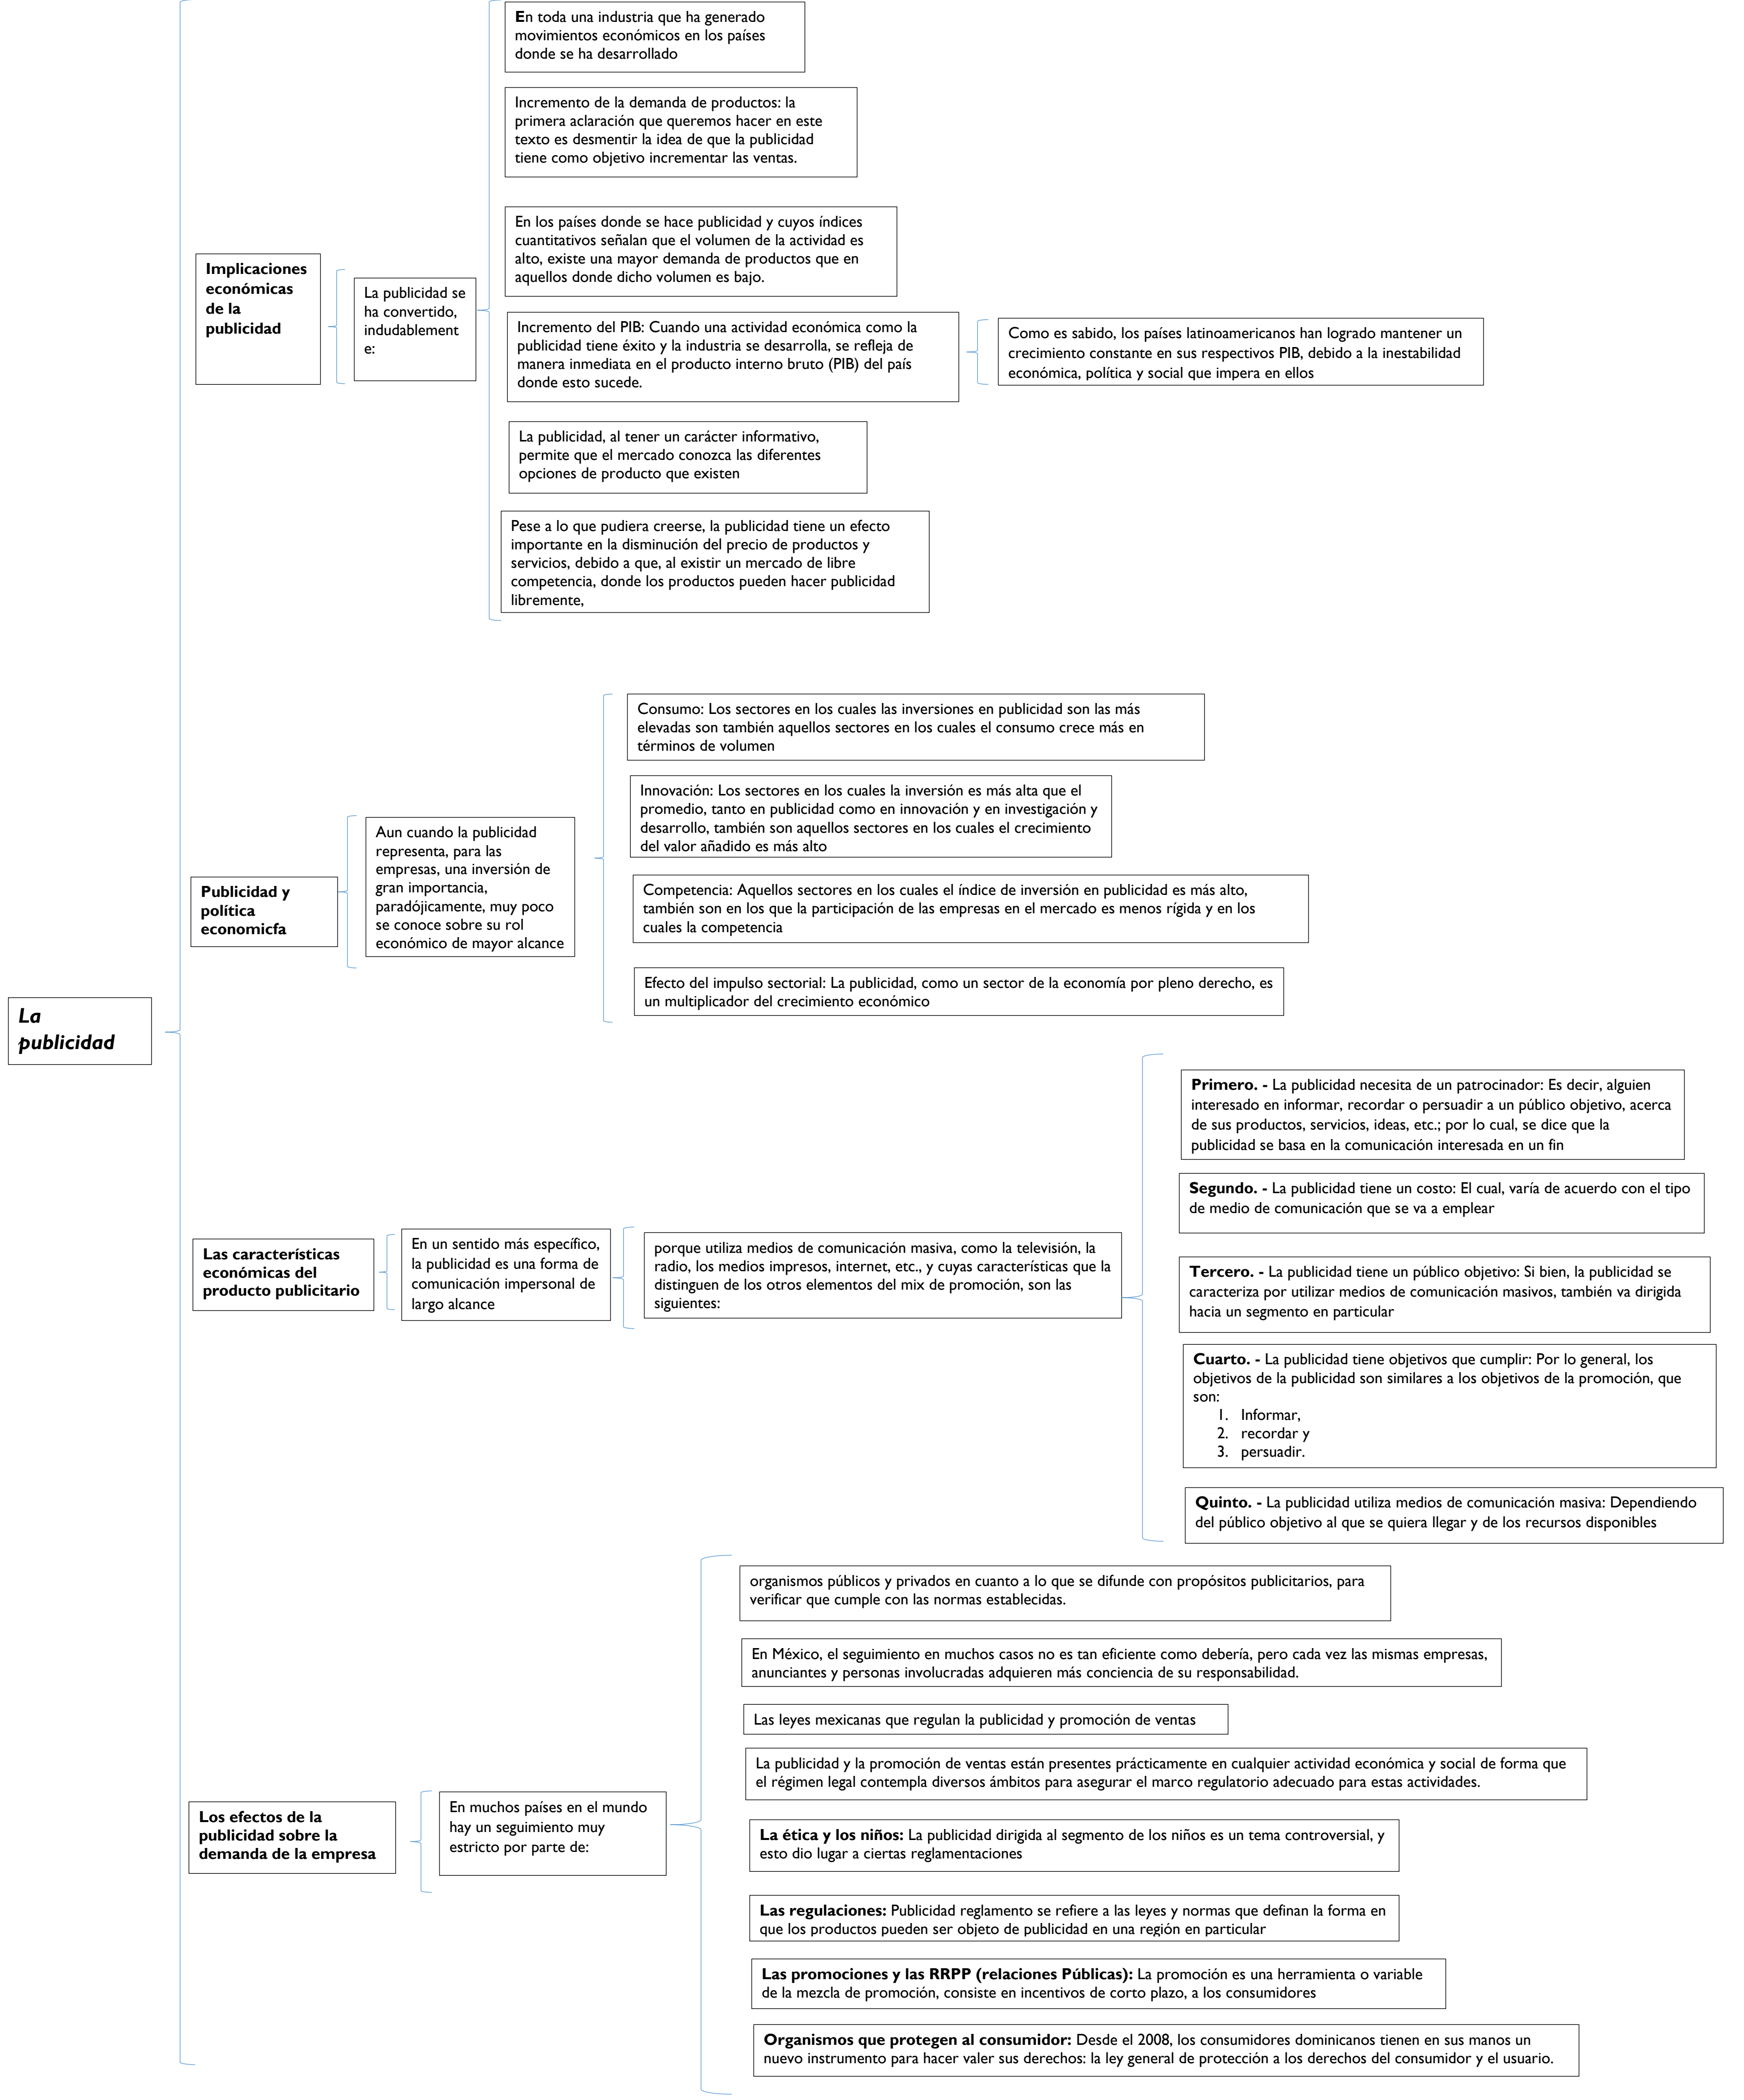 En toda una industria que ha generado
movimientos económicos en los países
donde se ha desarrollado
Incremento de la demanda de productos: la
primera aclaración que queremos hacer en este
texto es desmentir la idea de que la publicidad
tiene como objetivo incrementar las ventas.
En los países donde se hace publicidad y cuyos índices
cuantitativos señalan que el volumen de la actividad es
alto, existe una mayor demanda de productos que en
aquellos donde dicho volumen es bajo.
Implicaciones
económicas
de la
publicidad
La publicidad se
ha convertido,
indudablement
e:
Incremento del PIB: Cuando una actividad económica como la
publicidad tiene éxito y la industria se desarrolla, se refleja de
manera inmediata en el producto interno bruto (PIB) del país
donde esto sucede.
Como es sabido, los países latinoamericanos han logrado mantener un
crecimiento constante en sus respectivos PIB, debido a la inestabilidad
económica, política y social que impera en ellos
La publicidad, al tener un carácter informativo,
permite que el mercado conozca las diferentes
opciones de producto que existen
Pese a lo que pudiera creerse, la publicidad tiene un efecto
importante en la disminución del precio de productos y
servicios, debido a que, al existir un mercado de libre
competencia, donde los productos pueden hacer publicidad
libremente,
Consumo: Los sectores en los cuales las inversiones en publicidad son las más
elevadas son también aquellos sectores en los cuales el consumo crece más en
términos de volumen
Innovación: Los sectores en los cuales la inversión es más alta que el
promedio, tanto en publicidad como en innovación y en investigación y
desarrollo, también son aquellos sectores en los cuales el crecimiento
del valor añadido es más alto
Publicidad y
política
economicfa
Aun cuando la publicidad
representa, para las
empresas, una inversión de
gran importancia,
paradójicamente, muy poco
se conoce sobre su rol
económico de mayor alcance
Competencia: Aquellos sectores en los cuales el índice de inversión en publicidad es más alto,
también son en los que la participación de las empresas en el mercado es menos rígida y en los
cuales la competencia
Efecto del impulso sectorial: La publicidad, como un sector de la economía por pleno derecho, es
un multiplicador del crecimiento económico
La
publicidad
Primero. - La publicidad necesita de un patrocinador: Es decir, alguien
interesado en informar, recordar o persuadir a un público objetivo, acerca
de sus productos, servicios, ideas, etc.; por lo cual, se dice que la
publicidad se basa en la comunicación interesada en un fin
Segundo. - La publicidad tiene un costo: El cual, varía de acuerdo con el tipo
de medio de comunicación que se va a emplear
Las características
económicas del
producto publicitario
En un sentido más específico,
la publicidad es una forma de
comunicación impersonal de
largo alcance
porque utiliza medios de comunicación masiva, como la televisión, la
radio, los medios impresos, internet, etc., y cuyas características que la
distinguen de los otros elementos del mix de promoción, son las
siguientes:
Tercero. - La publicidad tiene un público objetivo: Si bien, la publicidad se
caracteriza por utilizar medios de comunicación masivos, también va dirigida
hacia un segmento en particular
Cuarto. - La publicidad tiene objetivos que cumplir: Por lo general, los
objetivos de la publicidad son similares a los objetivos de la promoción, que
son:
1. Informar,
2. recordar y
3. persuadir.
Quinto. - La publicidad utiliza medios de comunicación masiva: Dependiendo
del público objetivo al que se quiera llegar y de los recursos disponibles
organismos públicos y privados en cuanto a lo que se difunde con propósitos publicitarios, para
verificar que cumple con las normas establecidas.
En México, el seguimiento en muchos casos no es tan eficiente como debería, pero cada vez las mismas empresas,
anunciantes y personas involucradas adquieren más conciencia de su responsabilidad.
Las leyes mexicanas que regulan la publicidad y promoción de ventas
La publicidad y la promoción de ventas están presentes prácticamente en cualquier actividad económica y social de forma que
el régimen legal contempla diversos ámbitos para asegurar el marco regulatorio adecuado para estas actividades.
Los efectos de la
publicidad sobre la
demanda de la empresa
En muchos países en el mundo
hay un seguimiento muy
estricto por parte de:
La ética y los niños: La publicidad dirigida al segmento de los niños es un tema controversial, y
esto dio lugar a ciertas reglamentaciones
Las regulaciones: Publicidad reglamento se refiere a las leyes y normas que definan la forma en
que los productos pueden ser objeto de publicidad en una región en particular
Las promociones y las RRPP (relaciones Públicas): La promoción es una herramienta o variable
de la mezcla de promoción, consiste en incentivos de corto plazo, a los consumidores
Organismos que protegen al consumidor: Desde el 2008, los consumidores dominicanos tienen en sus manos un
nuevo instrumento para hacer valer sus derechos: la ley general de protección a los derechos del consumidor y el usuario.